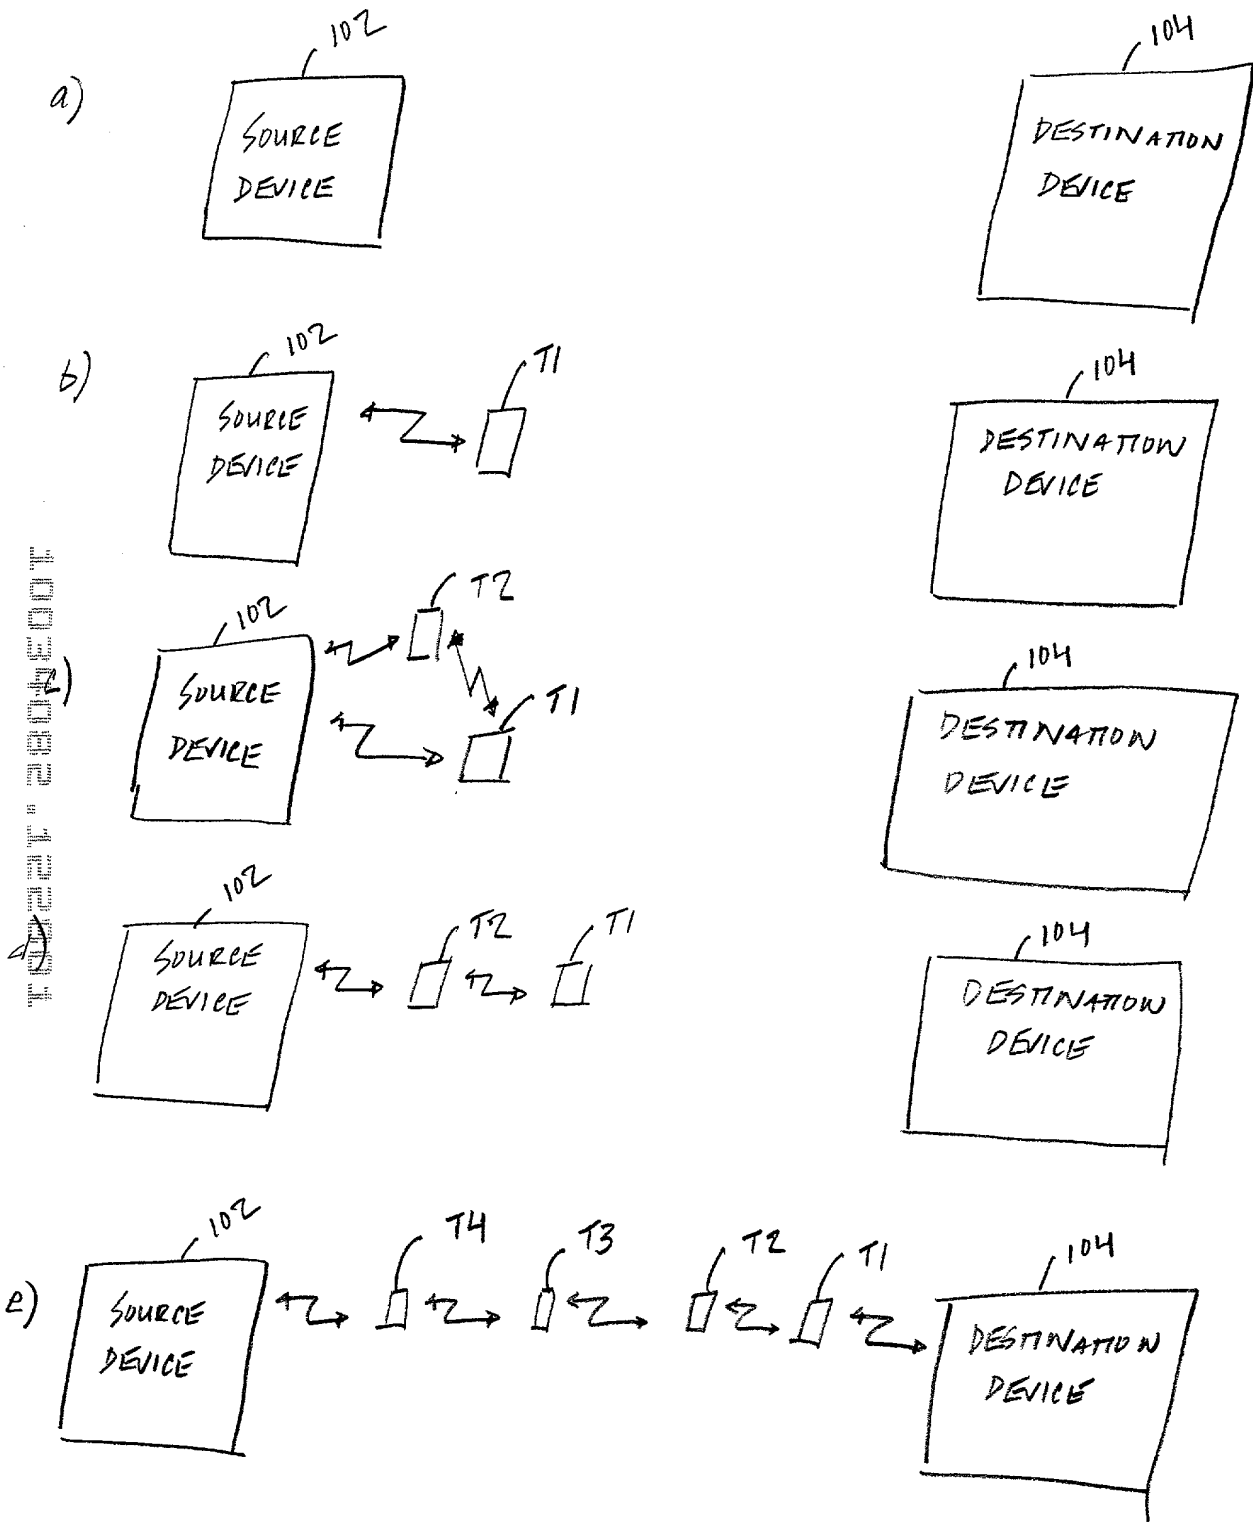 a)
102
SOURCE
DEVICE
104
DESTINATION
DEVICE
b)
102
SOURCE
DEVICE
T1
104
DESTINATION
DEVICE
c)
102
SOURCE
DEVICE
T2
T1
104
DESTINATION
DEVICE
d)
102
SOURCE
DEVICE
T2
T1
104
DESTINATION
DEVICE
e)
102
SOURCE
DEVICE
T4
T3
T2
T1
104
DESTINATION
DEVICE